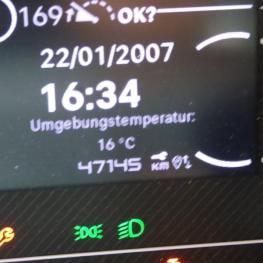 169 OK?
22/01/2007
16:34
Umgebungstemperatur:
16 °C
47145 KM